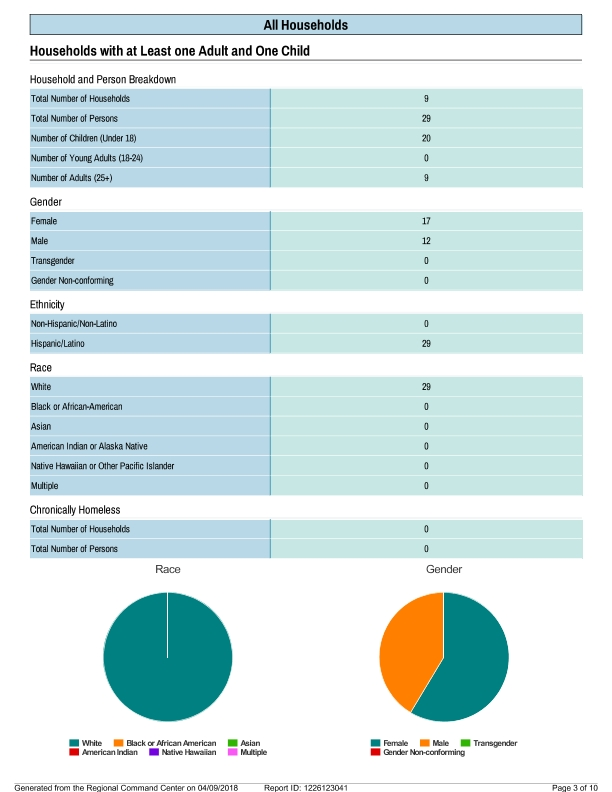 All Households
Households with at Least one Adult and One Child
Household and Person Breakdown
Total Number of Households 9
Total Number of Persons 29
Number of Children (Under 18) 20
Number of Young Adults (18-24) 0
Number of Adults (25+) 9
Gender
Female 17
Male 12
Transgender 0
Gender Non-conforming 0
Ethnicity
Non-Hispanic/Non-Latino 0
Hispanic/Latino 29
Race
White 29
Black or African-American 0
Asian 0
American Indian or Alaska Native 0
Native Hawaiian or Other Pacific Islander 0
Multiple 0
Chronically Homeless
Total Number of Households 0
Total Number of Persons 0
Race Gender
White Black or African American Asian Female Male Transgender
American Indian Native Hawaiian Multiple Gender Non-conforming
Generated from the Regional Command Center on 04/09/2018 Report ID: 1226123041 Page 3 of 10